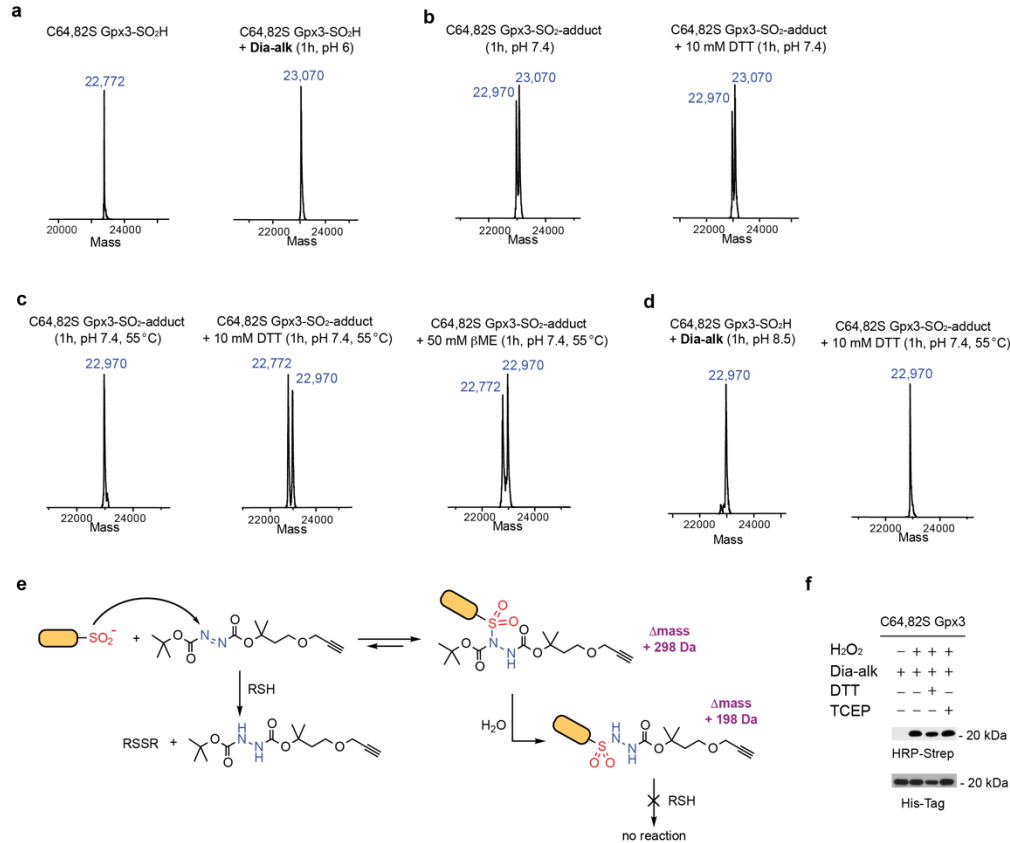 a
C64,82S Gpx3-SO₂H
22,772
20000 24000
Mass
C64,82S Gpx3-SO₂H
+ Dia-alk (1h, pH 6)
23,070
22000 24000
Mass
b
C64,82S Gpx3-SO₂-adduct
(1h, pH 7.4)
23,070
22,970
22000 24000
Mass
C64,82S Gpx3-SO₂-adduct
+ 10 mM DTT (1h, pH 7.4)
23,070
22,970
22000 24000
Mass
c
C64,82S Gpx3-SO₂-adduct
(1h, pH 7.4, 55°C)
22,970
22000 24000
Mass
C64,82S Gpx3-SO₂-adduct
+ 10 mM DTT (1h, pH 7.4, 55°C)
22,772
22,970
22000 24000
Mass
C64,82S Gpx3-SO₂-adduct
+ 50 mM βME (1h, pH 7.4, 55°C)
22,970
22,772
22000 24000
Mass
d
C64,82S Gpx3-SO₂H
+ Dia-alk (1h, pH 8.5)
22,970
22000 24000
Mass
C64,82S Gpx3-SO₂-adduct
+ 10 mM DTT (1h, pH 7.4, 55°C)
22,970
22000 24000
Mass
e
SO₂⁻
+
O
N
N
O
O
O
O
RSH
RSSR +
O
H
N
N
H
O
O
O
O
O
S
O
O
N
N
H
O
O
O
O
Δmass
+ 298 Da
H₂O
Δmass
+ 198 Da
S
O
O
H
N
N
H
O
O
O
RSH
no reaction
f
C64,82S Gpx3
H₂O₂ – + + +
Dia-alk + + + +
DTT – – + –
TCEP – – – +
- 20 kDa
HRP-Strep
- 20 kDa
His-Tag